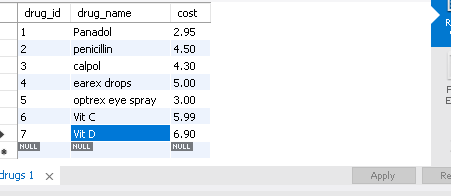 drug_id drug_name cost
1 Panadol 2.95
2 penicillin 4.50
3 calpol 4.30
4 earex drops 5.00
5 optrex eye spray 3.00
6 Vit C 5.99
7 Vit D 6.90
NULL NULL NULL
drugs 1 × Apply Re